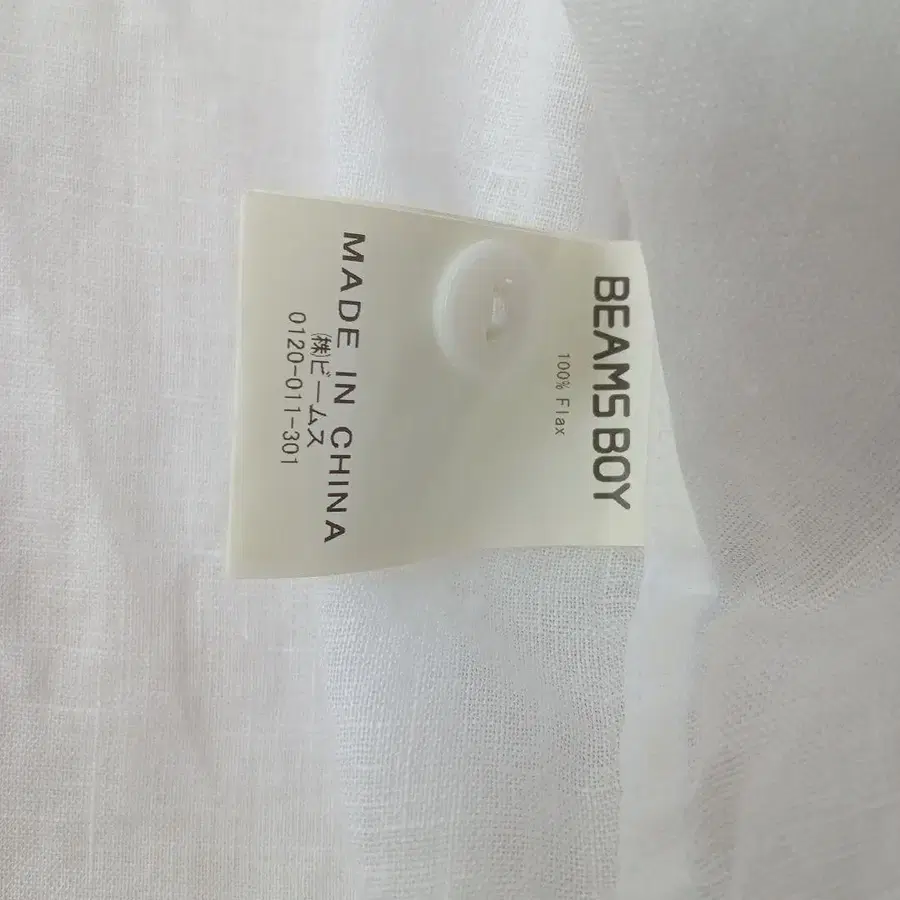 BEAMS BOY
100% Flax
MADE IN CHINA
㈱ビームス
0120-011-301